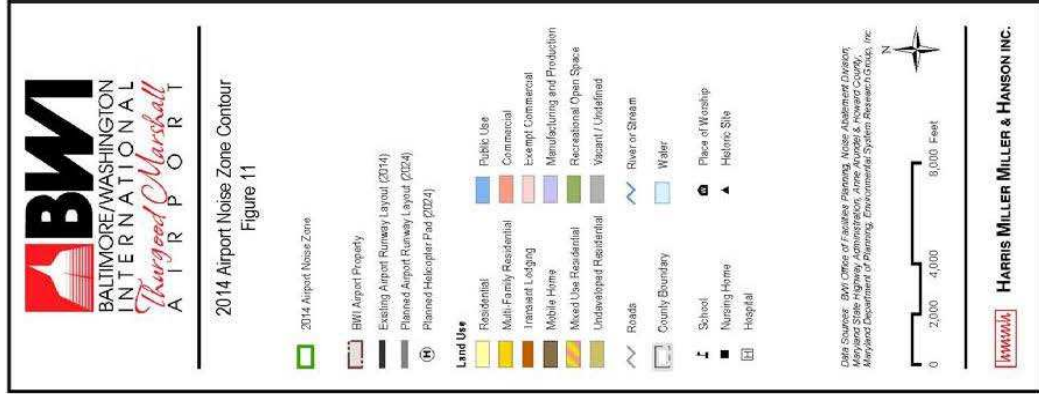 BWI
BALTIMORE/WASHINGTON
INTERNATIONAL
Thurgood Marshall
AIRPORT
2014 Airport Noise Zone Contour
Figure 11
2014 Airport Noise Zone
BWI Airport Property
Existing Airport Runway Layout (2014)
Planned Airport Runway Layout (2024)
H Planned Helicopter Pad (2024)
Land Use
Residential
Multi-Family Residential
Transient Lodging
Mobile Home
Mixed Use Residential
Undeveloped Residential
Public Use
Commercial
Exempt Commercial
Manufacturing and Production
Recreational Open Space
Vacant / Undefined
Roads
County Boundary
River or Stream
Water
School
Nursing Home
H Hospital
Place of Worship
Historic Site
Data Sources: BWI Office of Facilities Planning, Noise Abatement Division;
Maryland State Highway Administration; Anne Arundel & Howard County;
Maryland Department of Planning; Environmental System Research Group, Inc
N
0 2,000 4,000 8,000 Feet
HARRIS MILLER MILLER & HANSON INC.